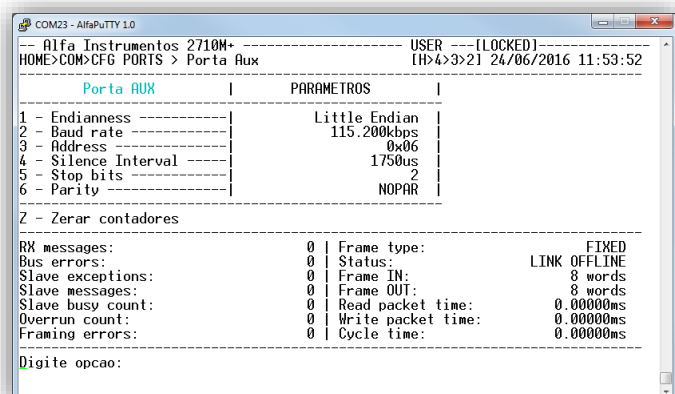 COM23 - AlfaPuTTY 1.0
-- Alfa Instrumentos 2710M+ -------------------- USER ---[LOCKED]--------------
HOME>COM>CFG PORTS > Porta Aux [H>4>3>2] 24/06/2016 11:53:52
Porta AUX | PARAMETROS |
1 - Endianness -----------| Little Endian |
2 - Baud rate ------------| 115.200kbps |
3 - Address --------------| 0x06 |
4 - Silence Interval -----| 1750us |
5 - Stop bits ------------| 2 |
6 - Parity ---------------| NOPAR |
Z - Zerar contadores
RX messages: 0 | Frame type: FIXED
Bus errors: 0 | Status: LINK OFFLINE
Slave exceptions: 0 | Frame IN: 8 words
Slave messages: 0 | Frame OUT: 8 words
Slave busy count: 0 | Read packet time: 0.00000ms
Overrun count: 0 | Write packet time: 0.00000ms
Framing errors: 0 | Cycle time: 0.00000ms
Digite opcao: